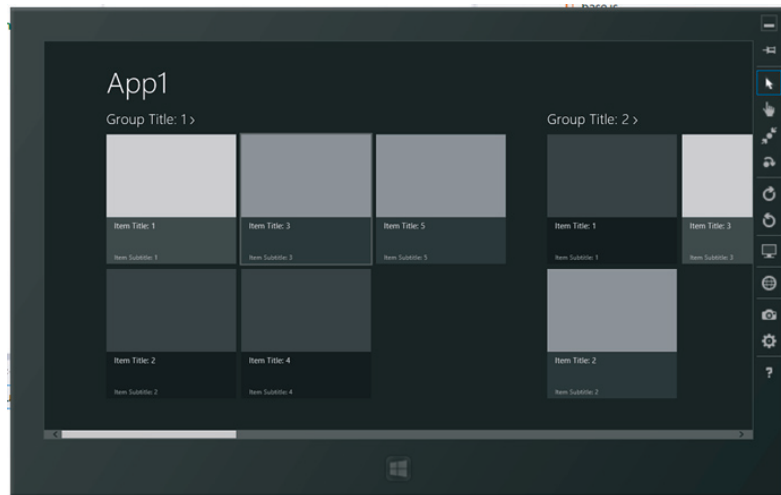 App1
Group Title: 1 ›
Item Title: 1
Item Subtitle: 1
Item Title: 3
Item Subtitle: 3
Item Title: 5
Item Subtitle: 5
Item Title: 2
Item Subtitle: 2
Item Title: 4
Item Subtitle: 4
Group Title: 2 ›
Item Title: 1
Item Subtitle: 1
Item Title: 3
Item Subtitle: 3
Item Title: 2
Item Subtitle: 2
?